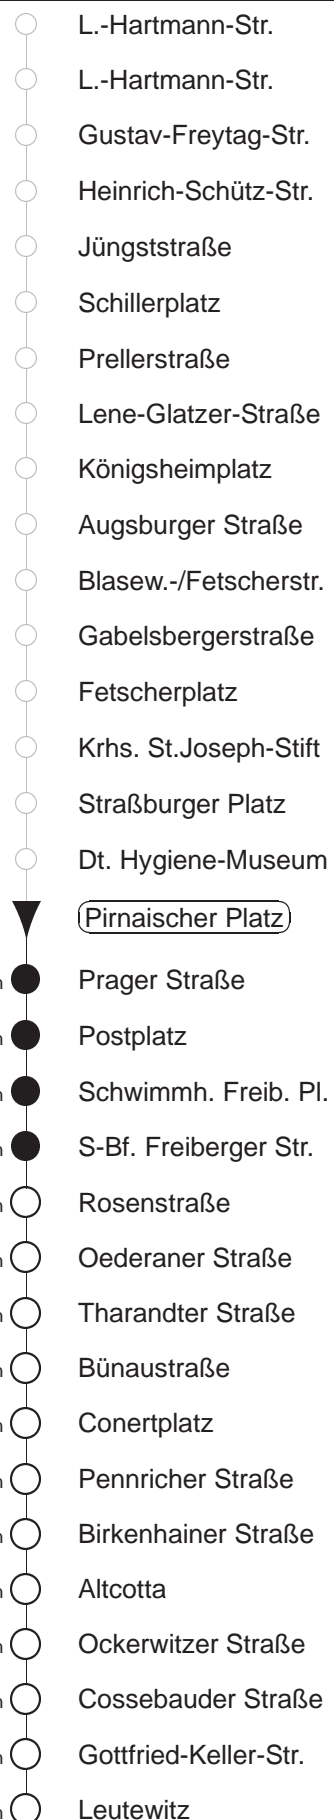 L.-Hartmann-Str.
L.-Hartmann-Str.
Gustav-Freytag-Str.
Heinrich-Schütz-Str.
Jüngststraße
Schillerplatz
Prellerstraße
Lene-Glatzer-Straße
Königsheimplatz
Augsburger Straße
Blasew.-/Fetscherstr.
Gabelsbergerstraße
Fetscherplatz
Krhs. St.Joseph-Stift
Straßburger Platz
Dt. Hygiene-Museum
Pirnaischer Platz
Prager Straße
Postplatz
Schwimmh. Freib. Pl.
S-Bf. Freiberger Str.
Rosenstraße
Oederaner Straße
Tharandter Straße
Bünaustraße
Conertplatz
Pennricher Straße
Birkenhainer Straße
Altcotta
Ockerwitzer Straße
Cossebauder Straße
Gottfried-Keller-Str.
Leutewitz